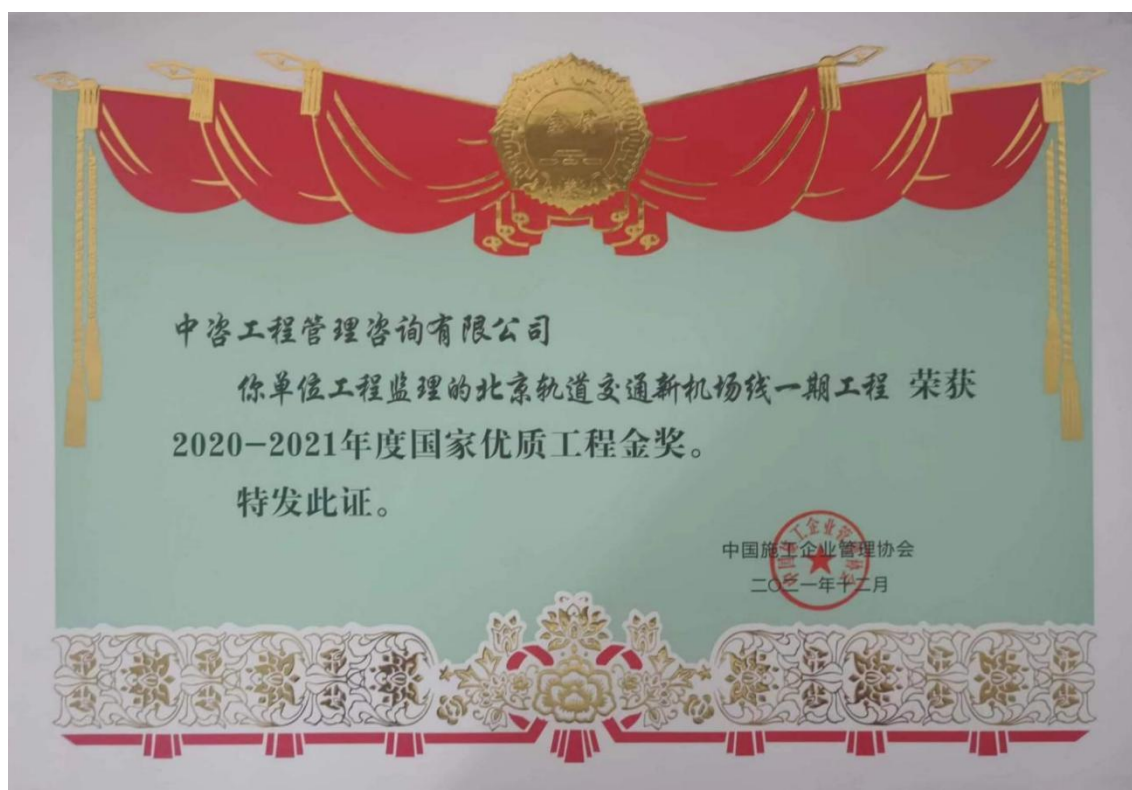 中咨工程管理咨询有限公司
你单位工程监理的北京轨道交通新机场线一期工程 荣获
2020-2021年度国家优质工程金奖。
特发此证。
中国施工企业管理协会
二〇二一年十二月